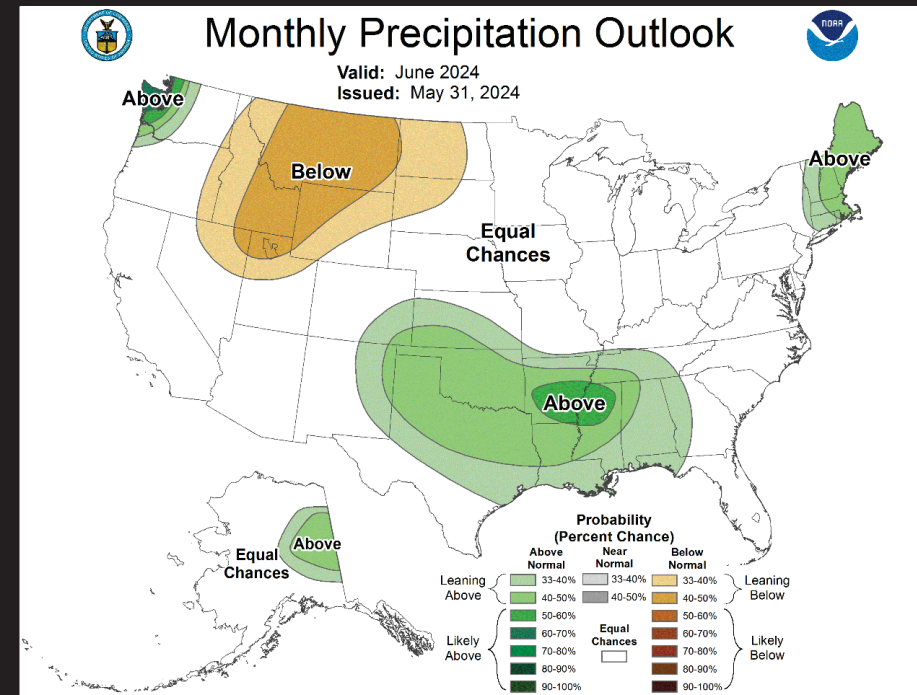 Monthly Precipitation Outlook
NOAA
Valid: June 2024
Issued: May 31, 2024
Above
Below
Above
Equal
Chances
Above
Equal
Chances
Above
Probability
(Percent Chance)
Above
Normal
Near
Normal
Below
Normal
Leaning
Above
33-40%
33-40%
33-40%
Leaning
Below
40-50%
40-50%
40-50%
Likely
Above
50-60%
Equal
Chances
50-60%
Likely
Below
60-70%
60-70%
70-80%
70-80%
80-90%
80-90%
90-100%
90-100%